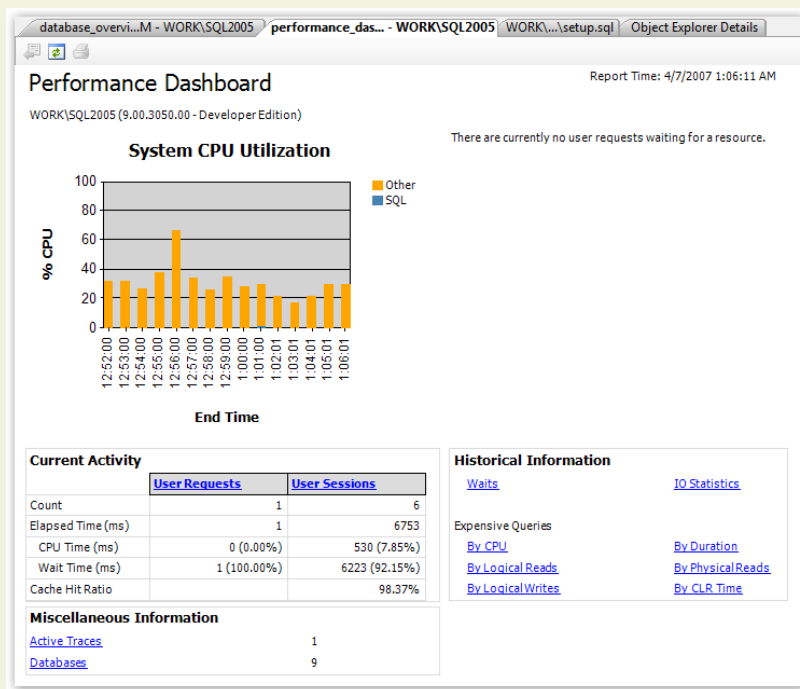 database_overvi...M - WORK\SQL2005 performance_das... - WORK\SQL2005 WORK\...\setup.sql Object Explorer Details
Performance Dashboard
Report Time: 4/7/2007 1:06:11 AM
WORK\SQL2005 (9.00.3050.00 - Developer Edition)
There are currently no user requests waiting for a resource.
System CPU Utilization
Other
SQL
% CPU
100
80
60
40
20
0
12:52:00
12:53:00
12:54:00
12:55:00
12:56:00
12:57:00
12:58:00
12:59:00
1:00:00
1:01:00
1:02:01
1:03:01
1:04:01
1:05:01
1:06:01
End Time
Current Activity
User Requests User Sessions
Count 1 6
Elapsed Time (ms) 1 6753
CPU Time (ms) 0 (0.00%) 530 (7.85%)
Wait Time (ms) 1 (100.00%) 6223 (92.15%)
Cache Hit Ratio 98.37%
Historical Information
Waits IO Statistics
Expensive Queries
By CPU By Duration
By Logical Reads By Physical Reads
By Logical Writes By CLR Time
Miscellaneous Information
Active Traces 1
Databases 9